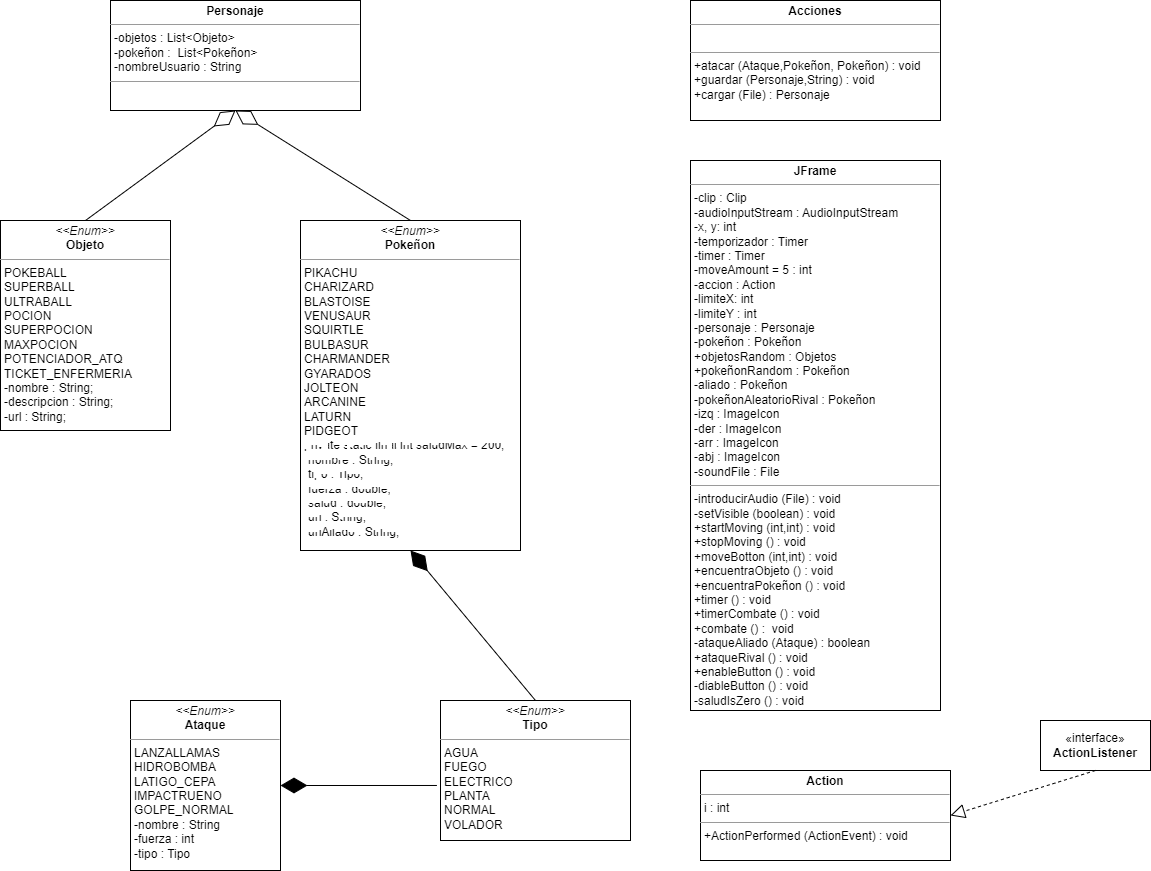 Personaje
-objetos : List<Objeto>
-pokeñon :  List<Pokeñon>
-nombreUsuario : String
<<Enum>>
Objeto
POKEBALL
SUPERBALL
ULTRABALL
POCION
SUPERPOCION
MAXPOCION
POTENCIADOR_ATQ
TICKET_ENFERMERIA
-nombre : String;
-descripcion : String;
-url : String;
<<Enum>>
Pokeñon
PIKACHU
CHARIZARD
BLASTOISE
VENUSAUR
SQUIRTLE
BULBASUR
CHARMANDER
GYARADOS
JOLTEON
ARCANINE
LATURN
PIDGEOT
static int saludMax = 200;
nombre : String;
tipo : Tipo;
fuerza : double;
salud : double;
url : String;
urlAliado : String;
<<Enum>>
Ataque
LANZALLAMAS
HIDROBOMBA
LATIGO_CEPA
IMPACTRUENO
GOLPE_NORMAL
-nombre : String
-fuerza : int
-tipo : Tipo
<<Enum>>
Tipo
AGUA
FUEGO
ELECTRICO
PLANTA
NORMAL
VOLADOR
Acciones
+atacar (Ataque,Pokeñon, Pokeñon) : void
+guardar (Personaje,String) : void
+cargar (File) : Personaje
JFrame
-clip : Clip
-audioInputStream : AudioInputStream
-x, y: int
-temporizador : Timer
-timer : Timer
-moveAmount = 5 : int
-accion : Action
-limiteX: int
-limiteY : int
-personaje : Personaje
-pokeñon : Pokeñon
+objetosRandom : Objetos
+pokeñonRandom : Pokeñon
-aliado : Pokeñon
-pokeñonAleatorioRival : Pokeñon
-izq : ImageIcon
-der : ImageIcon
-arr : ImageIcon
-abj : ImageIcon
-soundFile : File
-introducirAudio (File) : void
-setVisible (boolean) : void
+startMoving (int,int) : void
+stopMoving () : void
+moveBotton (int,int) : void
+encuentraObjeto () : void
+encuentraPokeñon () : void
+timer () : void
+timerCombate () : void
+combate () :  void
-ataqueAliado (Ataque) : boolean
+ataqueRival () : void
+enableButton () : void
-diableButton () : void
-saludIsZero () : void
«interface»
ActionListener
Action
i : int
+ActionPerformed (ActionEvent) : void